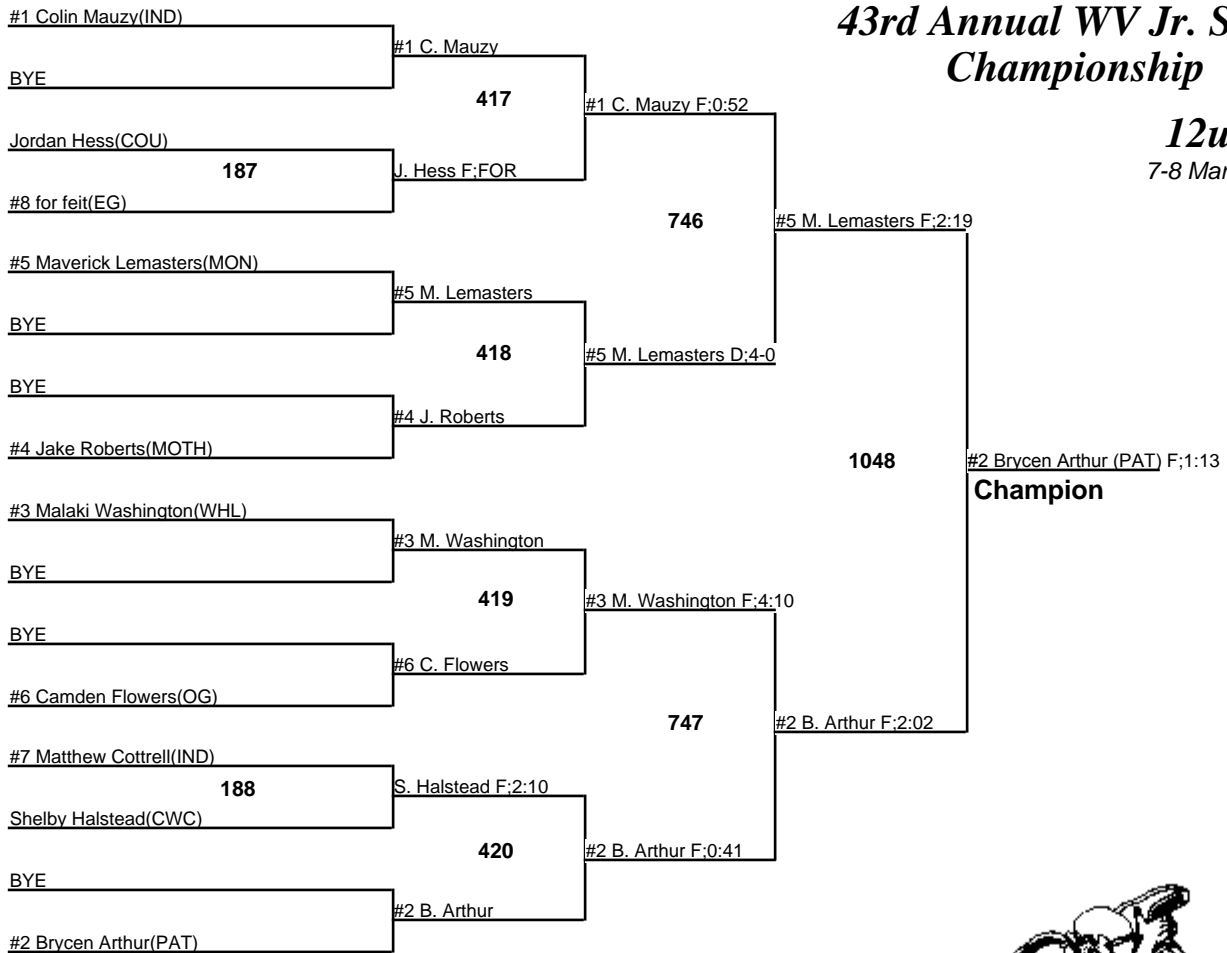 43rd Annual WV Jr. S
Championship
12u
7-8 Mar
#1 Colin Mauzy(IND)
BYE
Jordan Hess(COU)
187
#8 for feit(EG)
#5 Maverick Lemasters(MON)
BYE
BYE
#4 Jake Roberts(MOTH)
#3 Malaki Washington(WHL)
BYE
BYE
#6 Camden Flowers(OG)
#7 Matthew Cottrell(IND)
188
Shelby Halstead(CWC)
BYE
#2 Brycen Arthur(PAT)
#1 C. Mauzy
417
J. Hess F;FOR
#5 M. Lemasters
418
#4 J. Roberts
#3 M. Washington
419
#6 C. Flowers
S. Halstead F;2:10
420
#2 B. Arthur
#1 C. Mauzy F;0:52
746
#5 M. Lemasters D;4-0
#3 M. Washington F;4:10
747
#2 B. Arthur F;0:41
#5 M. Lemasters F;2:19
1048
#2 B. Arthur F;2:02
#2 Brycen Arthur (PAT) F;1:13
Champion